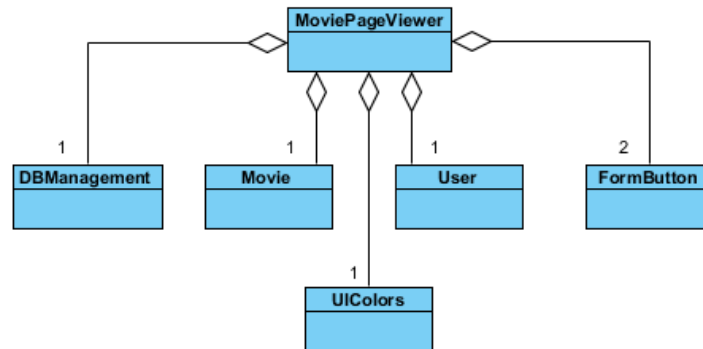 MoviePageViewer
1
1
1
2
DBManagement
Movie
User
FormButton
1
UIColors